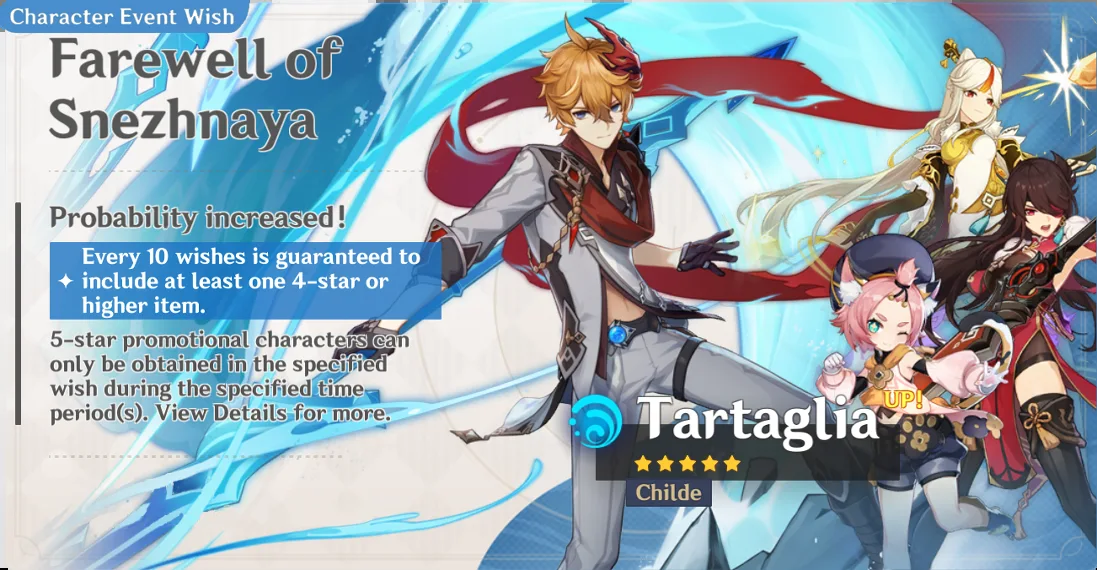 Character Event Wish
Farewell of
Snezhnaya
Probability increased!
Every 10 wishes is guaranteed to
include at least one 4-star or
higher item.
5-star promotional characters can
only be obtained in the specified
wish during the specified time
period(s). View Details for more.
UP!
Tartaglia
Childe